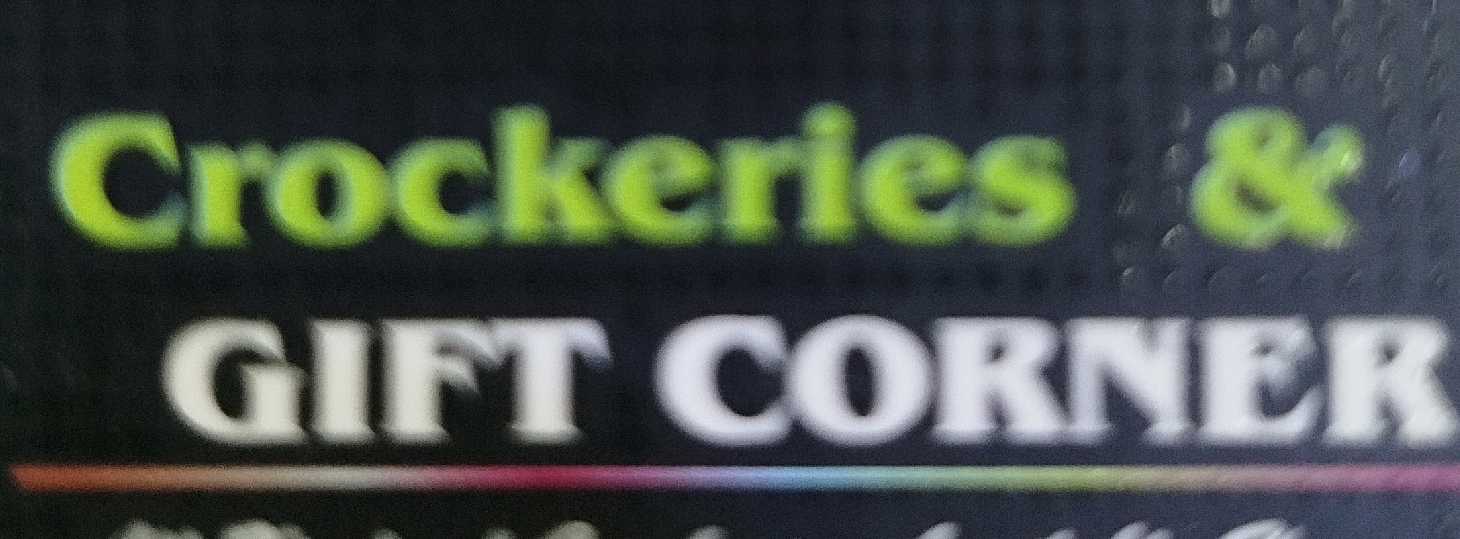 Crockeries &
GIFT CORNER